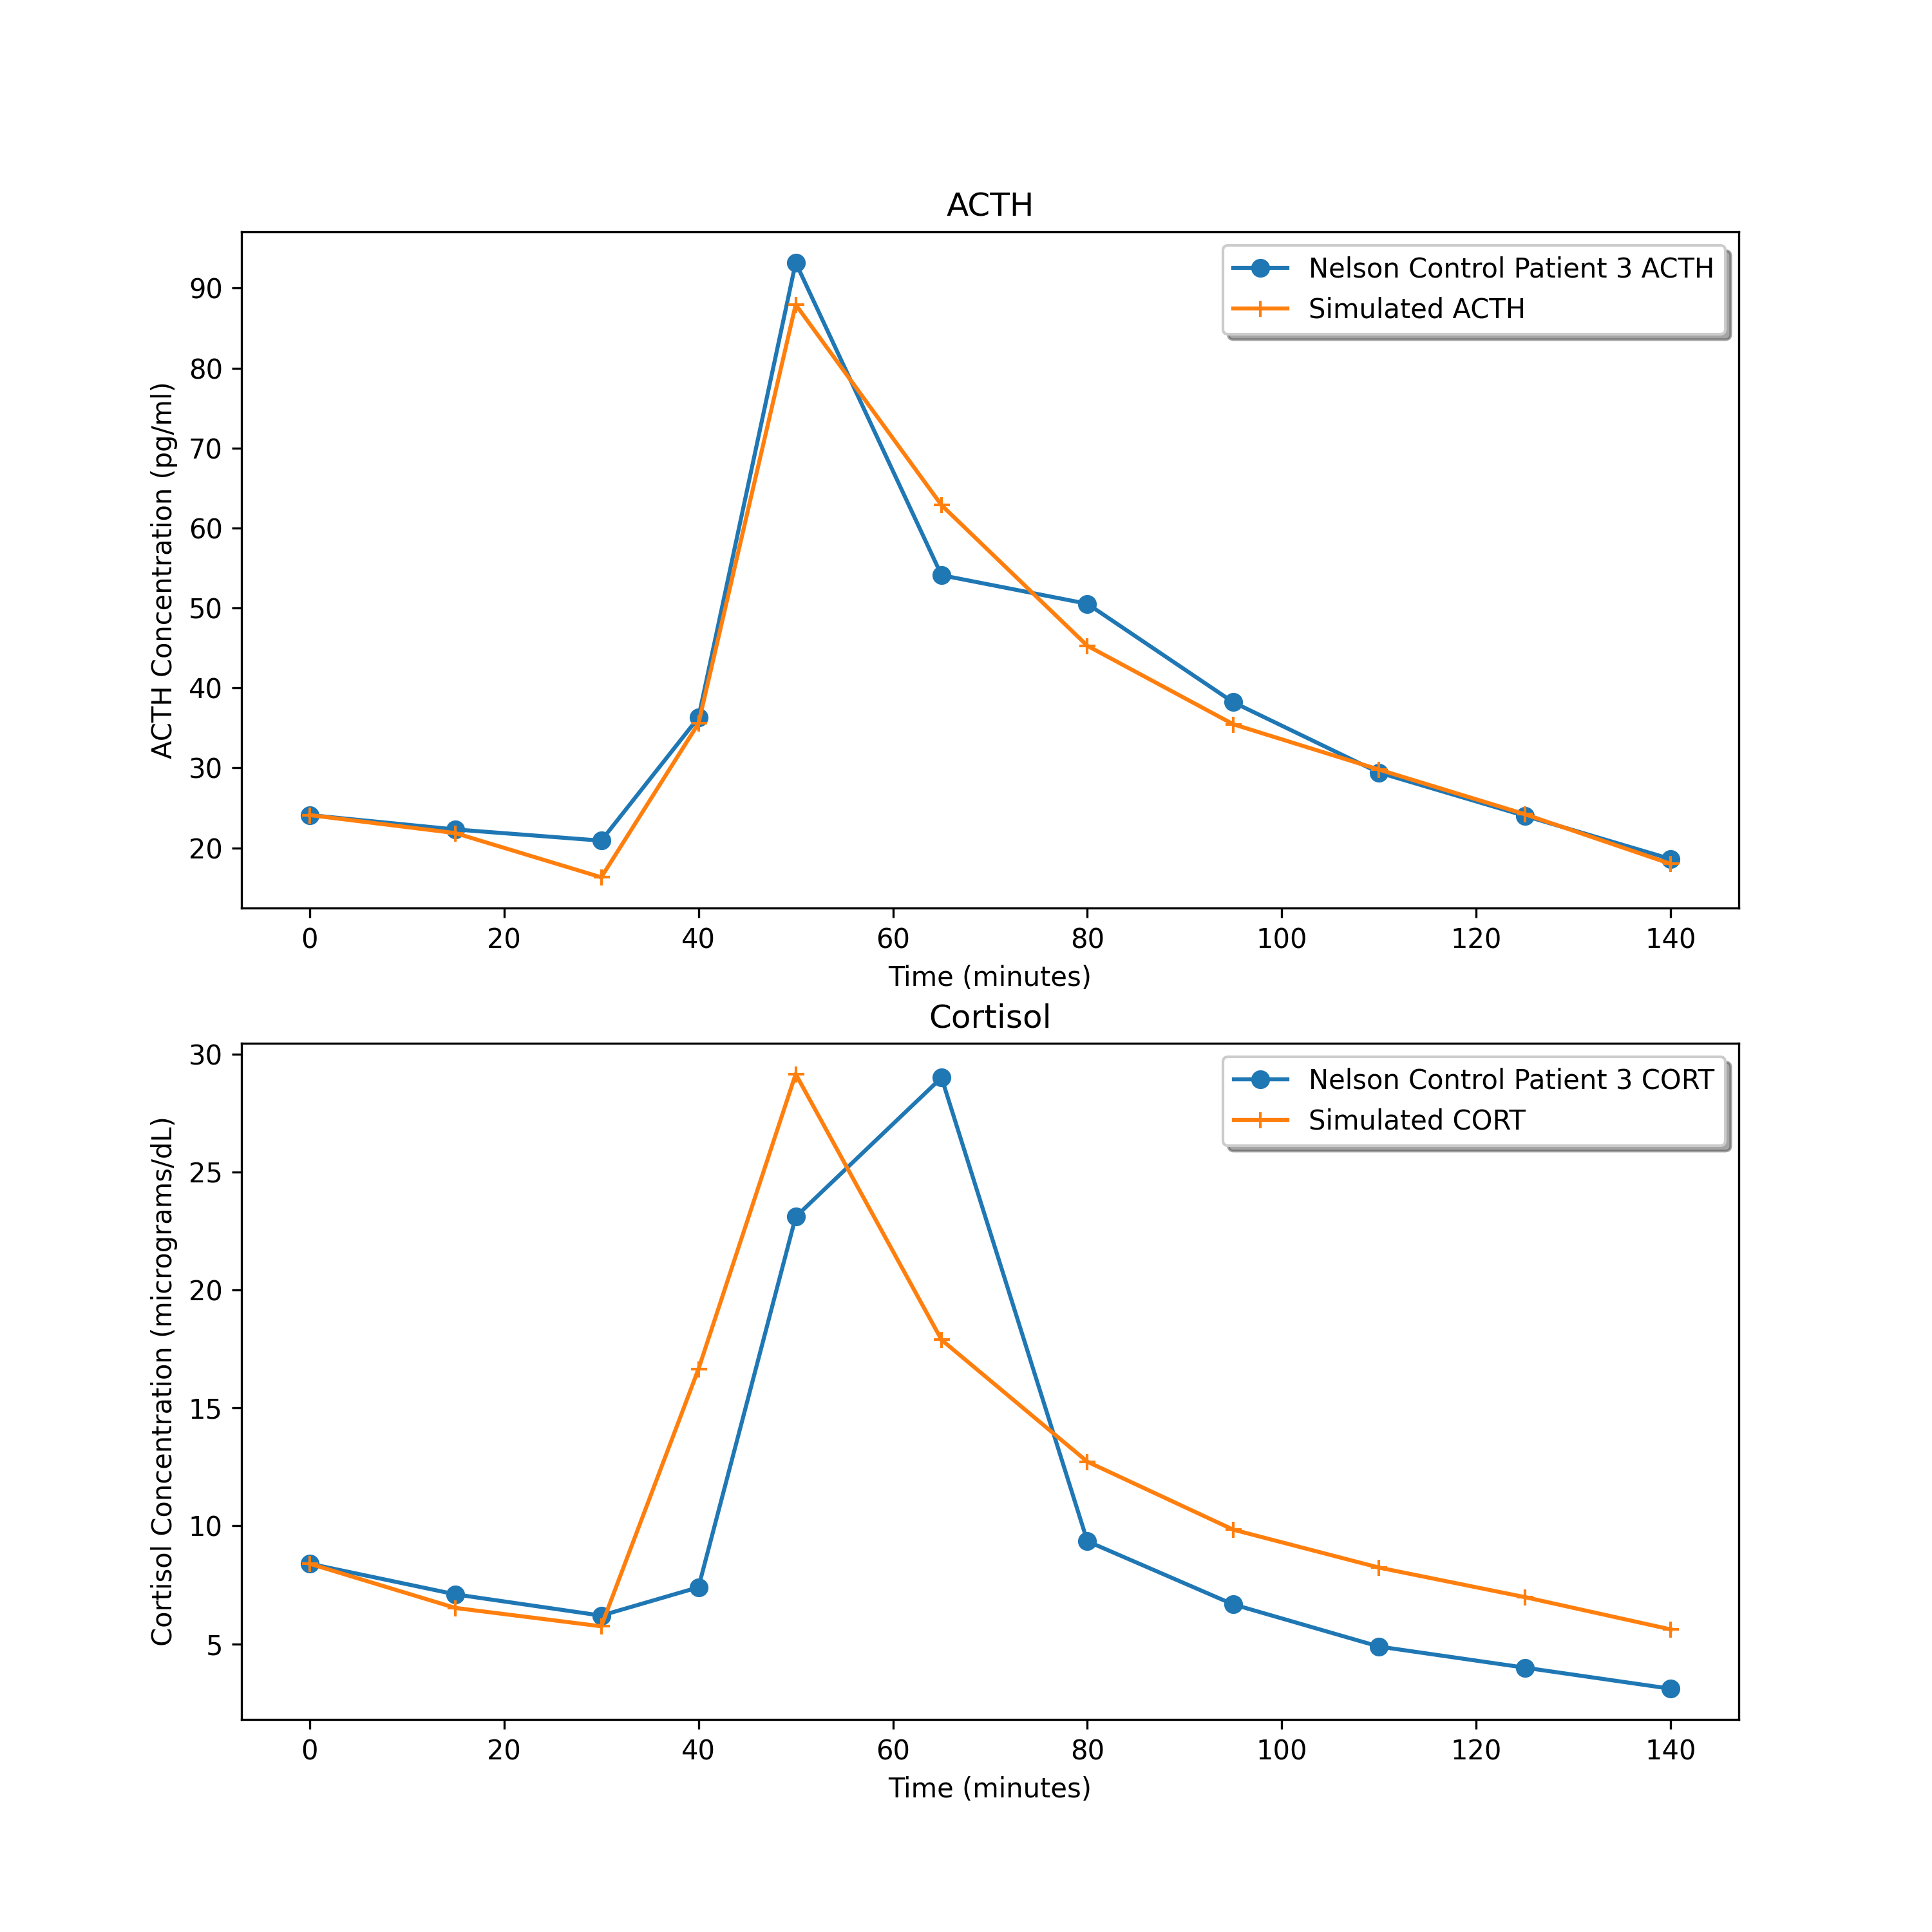 ACTH
Nelson Control Patient 3 ACTH
Simulated ACTH
ACTH Concentration (pg/ml)
90
80
70
60
50
40
30
20
0 20 40 60 80 100 120 140
Time (minutes)
Cortisol
Nelson Control Patient 3 CORT
Simulated CORT
Cortisol Concentration (micrograms/dL)
30
25
20
15
10
5
0 20 40 60 80 100 120 140
Time (minutes)